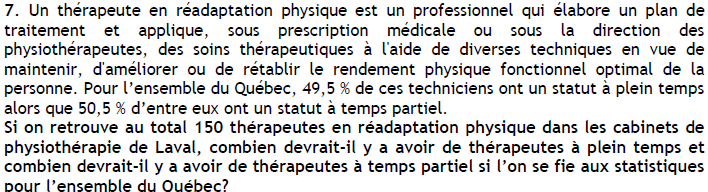 7. Un thérapeute en réadaptation physique est un professionnel qui élabore un plan de
traitement et applique, sous prescription médicale ou sous la direction des
physiothérapeutes, des soins thérapeutiques à l'aide de diverses techniques en vue de
maintenir, d'améliorer ou de rétablir le rendement physique fonctionnel optimal de la
personne. Pour l’ensemble du Québec, 49,5 % de ces techniciens ont un statut à plein temps
alors que 50,5 % d’entre eux ont un statut à temps partiel.
Si on retrouve au total 150 thérapeutes en réadaptation physique dans les cabinets de
physiothérapie de Laval, combien devrait-il y avoir de thérapeutes à plein temps et
combien devrait-il y avoir de thérapeutes à temps partiel si l’on se fie aux statistiques
pour l’ensemble du Québec?